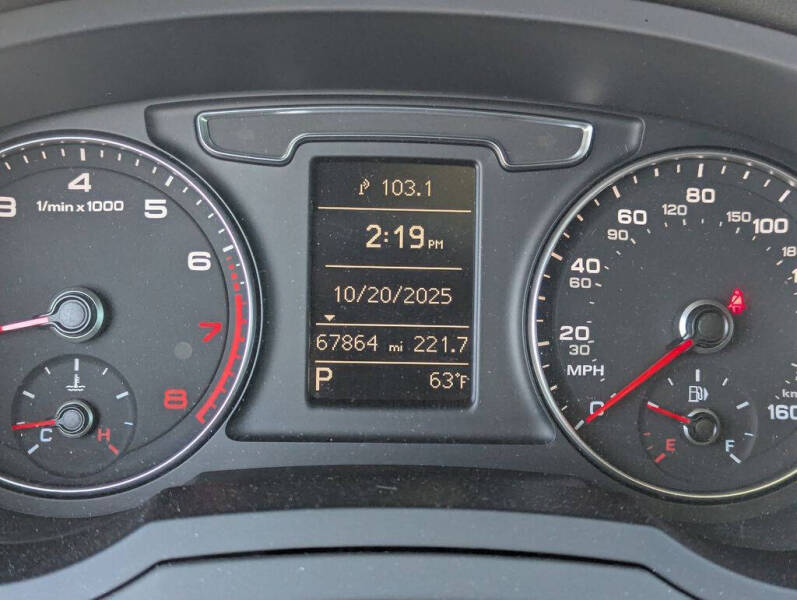 103.1
2:19 PM
10/20/2025
67864 mi 221.7
P 63°F
3 4 5 6 7 8
1/min x 1000
C H
0 20 40 60 80 100
30 60 90 120 150
MPH
160
E F